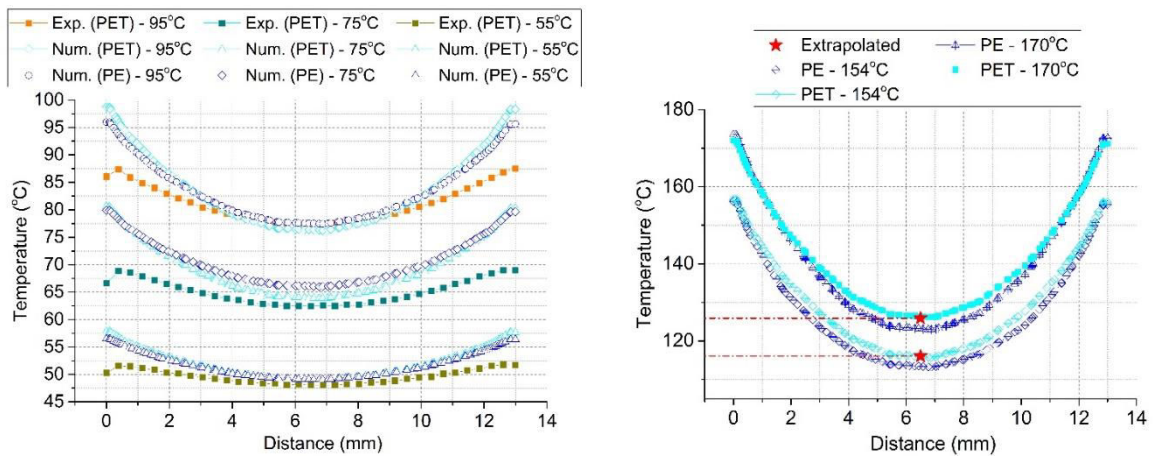 Exp. (PET) - 95°C Exp. (PET) - 75°C Exp. (PET) - 55°C
Num. (PET) - 95°C Num. (PET) - 75°C Num. (PET) - 55°C
Num. (PE) - 95°C Num. (PE) - 75°C Num. (PE) - 55°C
100
95
90
85
80
75
70
65
60
55
50
45
Temperature (°C)
0 2 4 6 8 10 12 14
Distance (mm)
Extrapolated PE - 170°C
PE - 154°C PET - 170°C
PET - 154°C
180
160
140
120
Temperature (°C)
0 2 4 6 8 10 12 14
Distance (mm)